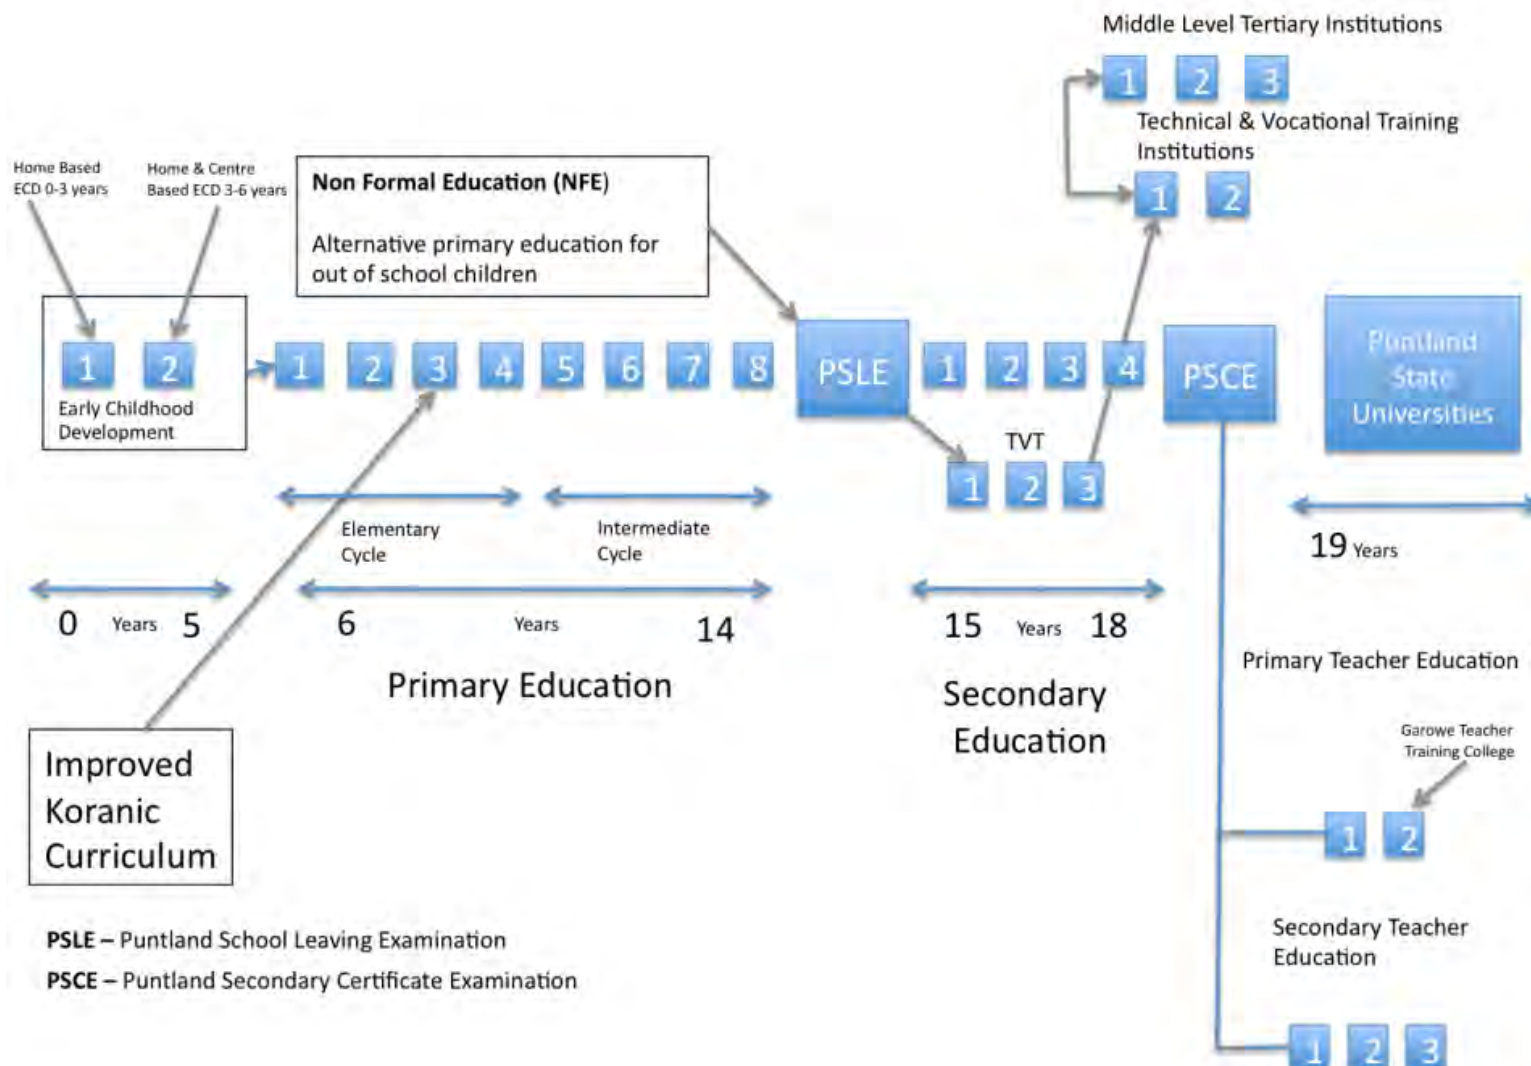 Middle Level Tertiary Institutions
1 2 3
Technical & Vocational Training
Institutions
1 2
Home Based
ECD 0-3 years
Home & Centre
Based ECD 3-6 years
Non Formal Education (NFE)
Alternative primary education for
out of school children
1 2
Early Childhood
Development
1 2 3 4 5 6 7 8
PSLE
1 2 3 4
PSCE
Puntland
State
Universities
TVT
1 2 3
Elementary
Cycle
Intermediate
Cycle
19 Years
0 Years 5
6 Years 14
15 Years 18
Primary Education
Secondary
Education
Primary Teacher Education
Garowe Teacher
Training College
1 2
Improved
Koranic
Curriculum
Secondary Teacher
Education
1 2 3
PSLE – Puntland School Leaving Examination
PSCE – Puntland Secondary Certificate Examination